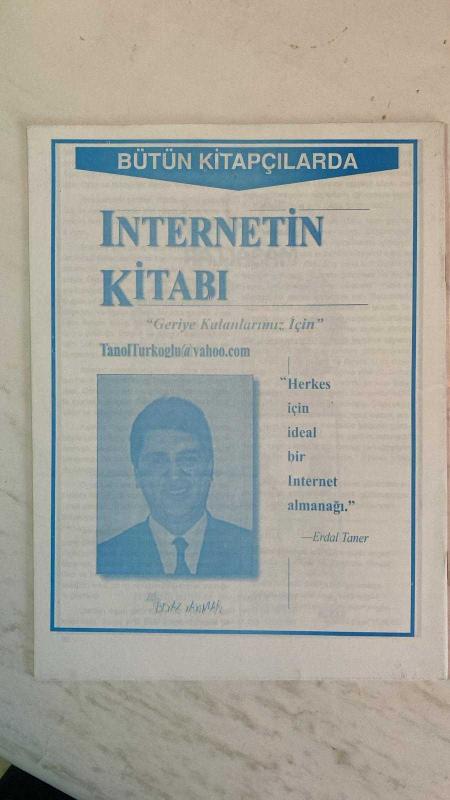 BÜTÜN KİTAPÇILARDA
INTERNETİN
KİTABI
“Geriye Kalanlarımız İçin”
TanolTurkoglu@yahoo.com
“Herkes
için
ideal
bir
Internet
almanağı.”
—Erdal Taner